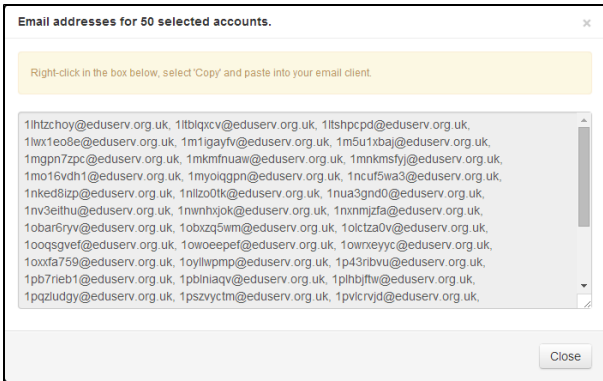 Email addresses for 50 selected accounts.
×
Right-click in the box below, select 'Copy' and paste into your email client.
1lhtzchoy@eduserv.org.uk, 1ltblqxcv@eduserv.org.uk, 1ltshpcpd@eduserv.org.uk,
1lwx1eo8e@eduserv.org.uk, 1m1igayfv@eduserv.org.uk, 1m5u1xbaj@eduserv.org.uk,
1mgpn7zpc@eduserv.org.uk, 1mkmfnuaw@eduserv.org.uk, 1mnkmsfyj@eduserv.org.uk,
1mo16vdh1@eduserv.org.uk, 1myoiqgpn@eduserv.org.uk, 1ncuf5wa3@eduserv.org.uk,
1nked8izp@eduserv.org.uk, 1nllzo0tk@eduserv.org.uk, 1nua3gnd0@eduserv.org.uk,
1nv3eithu@eduserv.org.uk, 1nwnhxjok@eduserv.org.uk, 1nxnmjzfa@eduserv.org.uk,
1obar6ryv@eduserv.org.uk, 1obxzq5wm@eduserv.org.uk, 1olctza0v@eduserv.org.uk,
1ooqsgvef@eduserv.org.uk, 1owoeepef@eduserv.org.uk, 1owrxeyyc@eduserv.org.uk,
1oxxfa759@eduserv.org.uk, 1oyllwpmp@eduserv.org.uk, 1p43ribvu@eduserv.org.uk,
1pb7rieb1@eduserv.org.uk, 1pblniaqv@eduserv.org.uk, 1plhbjftw@eduserv.org.uk,
1pqzludgy@eduserv.org.uk, 1pszvyctm@eduserv.org.uk, 1pvlcrvjd@eduserv.org.uk,
Close